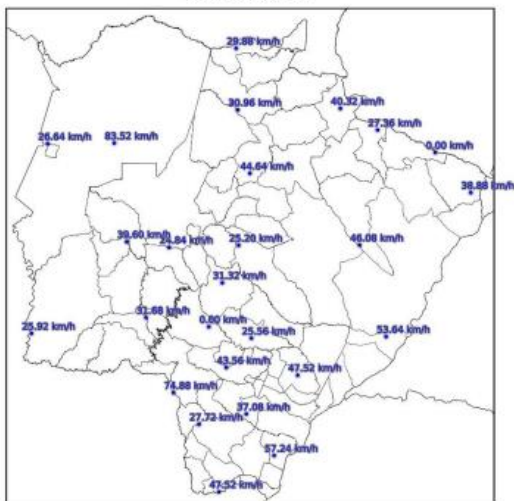 29.88 km/h
30.96 km/h
40.32 km/h
27.36 km/h
26.64 km/h
83.52 km/h
0.00 km/h
44.64 km/h
38.88 km/h
39.60 km/h
24.84 km/h
25.20 km/h
46.08 km/h
31.32 km/h
31.68 km/h
25.92 km/h
0.00 km/h
25.56 km/h
53.64 km/h
43.56 km/h
47.52 km/h
74.88 km/h
37.08 km/h
27.72 km/h
57.24 km/h
47.52 km/h